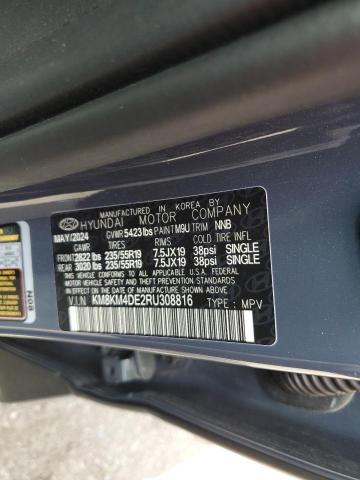 MANUFACTURED IN KOREA BY
HYUNDAI MOTOR COMPANY
MAY/2024 GVWR 5423 lbs PAINT M9U TRIM NNB
GAWR TIRES RIMS COLD TIRE INFL
FRONT 2822 lbs 235/55R19 7.5JX19 38psi SINGLE
REAR 3020 lbs 235/55R19 7.5JX19 38psi SINGLE
THIS VEHICLE CONFORMS TO ALL APPLICABLE U.S.A. FEDERAL
MOTOR VEHICLE SAFETY AND THEFT PREVENTION STANDARDS IN
EFFECT ON THE DATE OF MANUFACTURE SHOWN ABOVE.
V.I.N: KM8KM4DE2RU308816 TYPE : MPV
N08